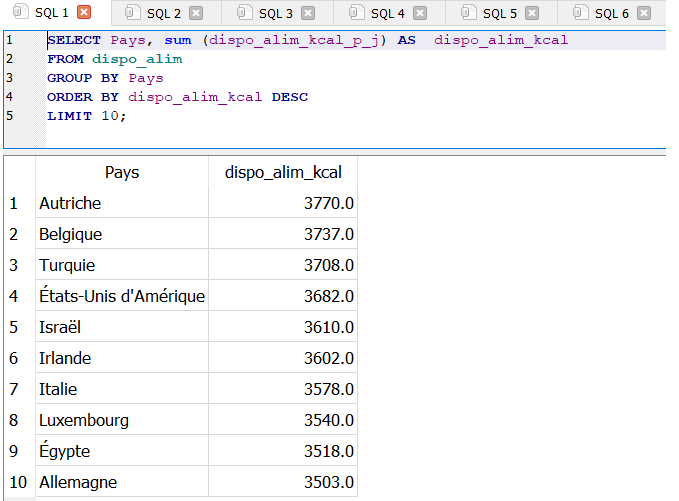 SQL 1 SQL 2 SQL 3 SQL 4 SQL 5 SQL 6
1 SELECT Pays, sum (dispo_alim_kcal_p_j) AS dispo_alim_kcal
2 FROM dispo_alim
3 GROUP BY Pays
4 ORDER BY dispo_alim_kcal DESC
5 LIMIT 10;
Pays dispo_alim_kcal
1 Autriche 3770.0
2 Belgique 3737.0
3 Turquie 3708.0
4 États-Unis d'Amérique 3682.0
5 Israël 3610.0
6 Irlande 3602.0
7 Italie 3578.0
8 Luxembourg 3540.0
9 Égypte 3518.0
10 Allemagne 3503.0